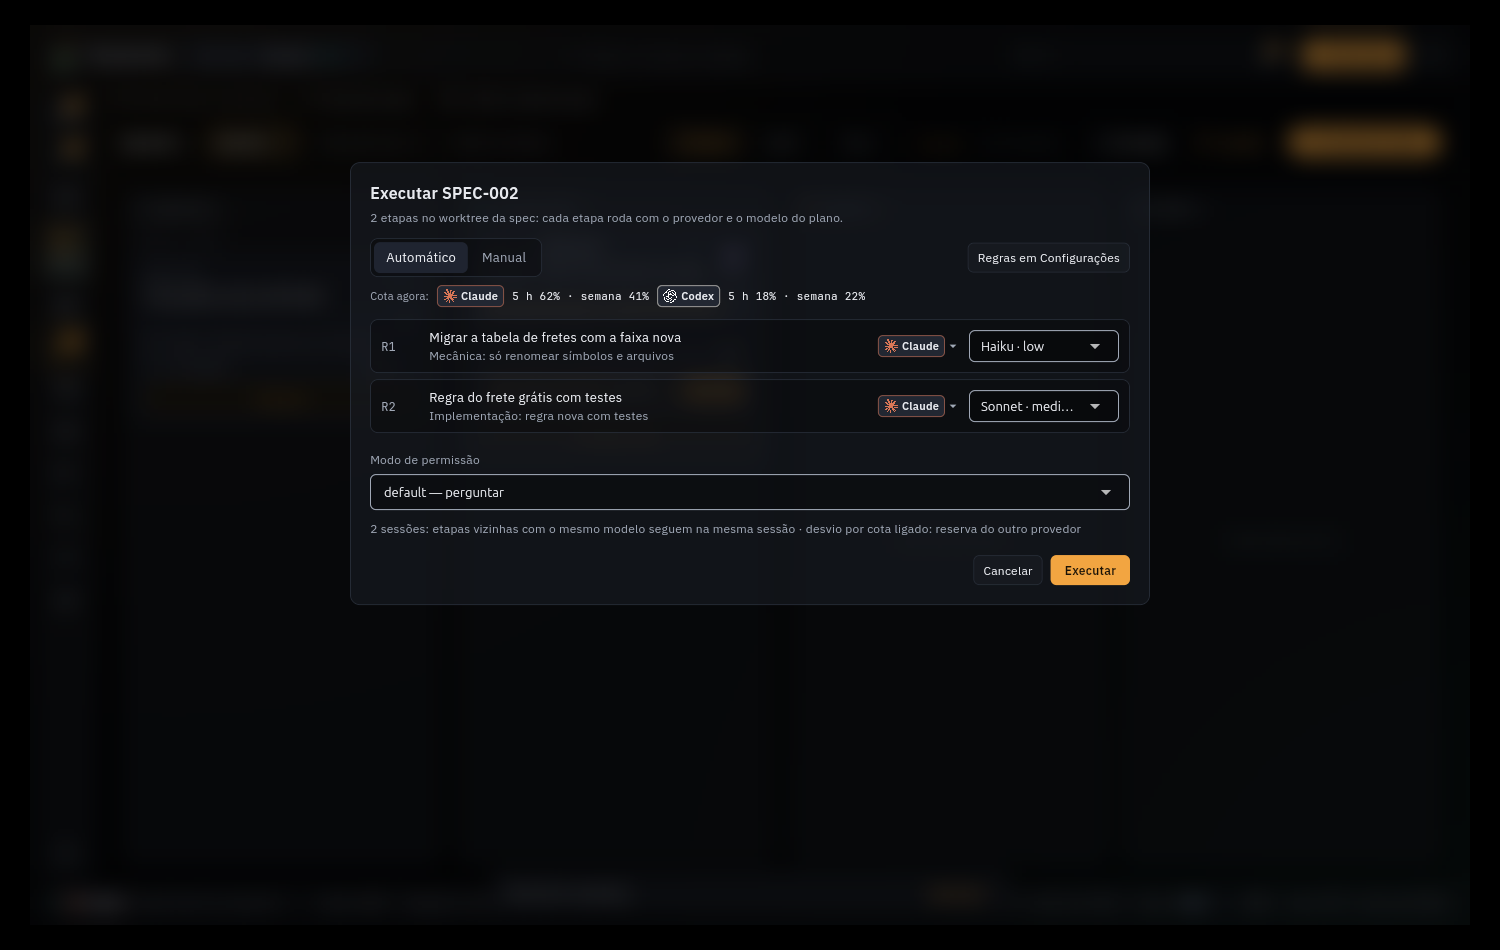 Executar SPEC-002
2 etapas no worktree da spec: cada etapa roda com o provedor e o modelo do plano.
Automático Manual Regras em Configurações
Cota agora: Claude 5 h 62% · semana 41% Codex 5 h 18% · semana 22%
R1 Migrar a tabela de fretes com a faixa nova Claude Haiku · low
Mecânica: só renomear símbolos e arquivos
R2 Regra do frete grátis com testes Claude Sonnet · medi…
Implementação: regra nova com testes
Modo de permissão
default — perguntar
2 sessões: etapas vizinhas com o mesmo modelo seguem na mesma sessão · desvio por cota ligado: reserva do outro provedor
Cancelar Executar